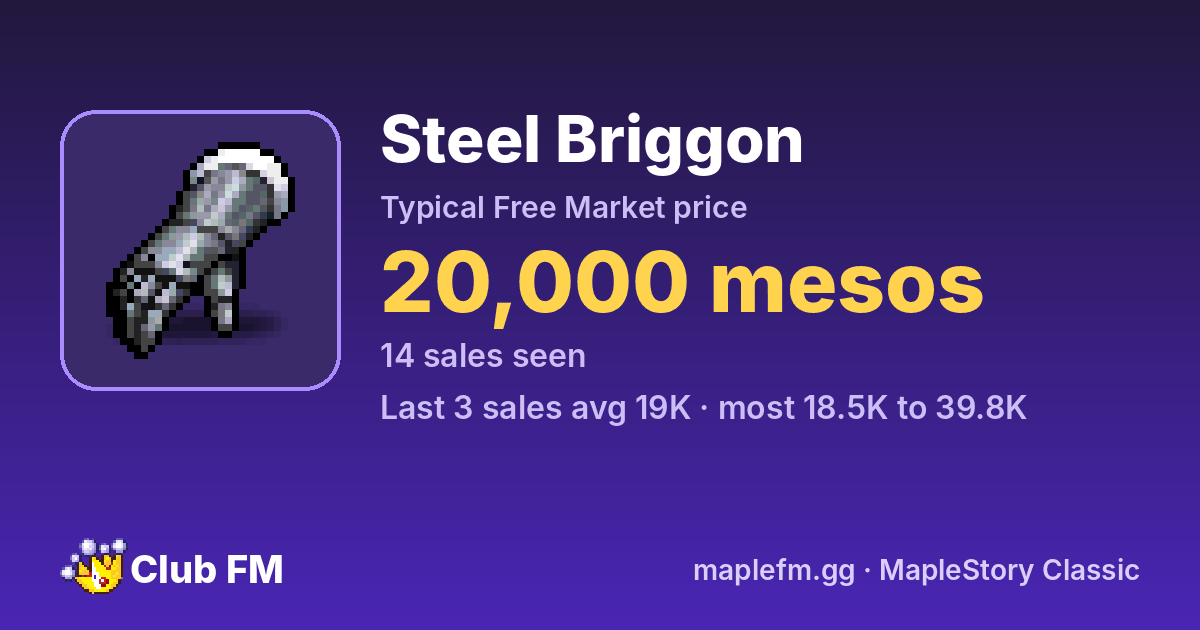 Steel Briggon
Typical Free Market price
20,000 mesos
14 sales seen
Last 3 sales avg 19K · most 18.5K to 39.8K
Club FM
maplefm.gg · MapleStory Classic